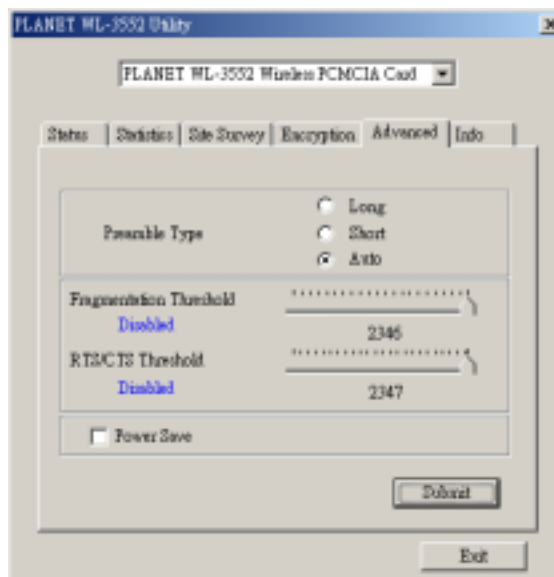 PLANET WL-3552 Utility
PLANET WL-3552 Wireless PCMCIA Card
Status Statistics Site Survey Encryption Advanced Info
Preamble Type
Long
Short
Auto
Fragmentation Threshold
Disabled
2346
RTS/CTS Threshold
Disabled
2347
Power Save
Submit
Exit